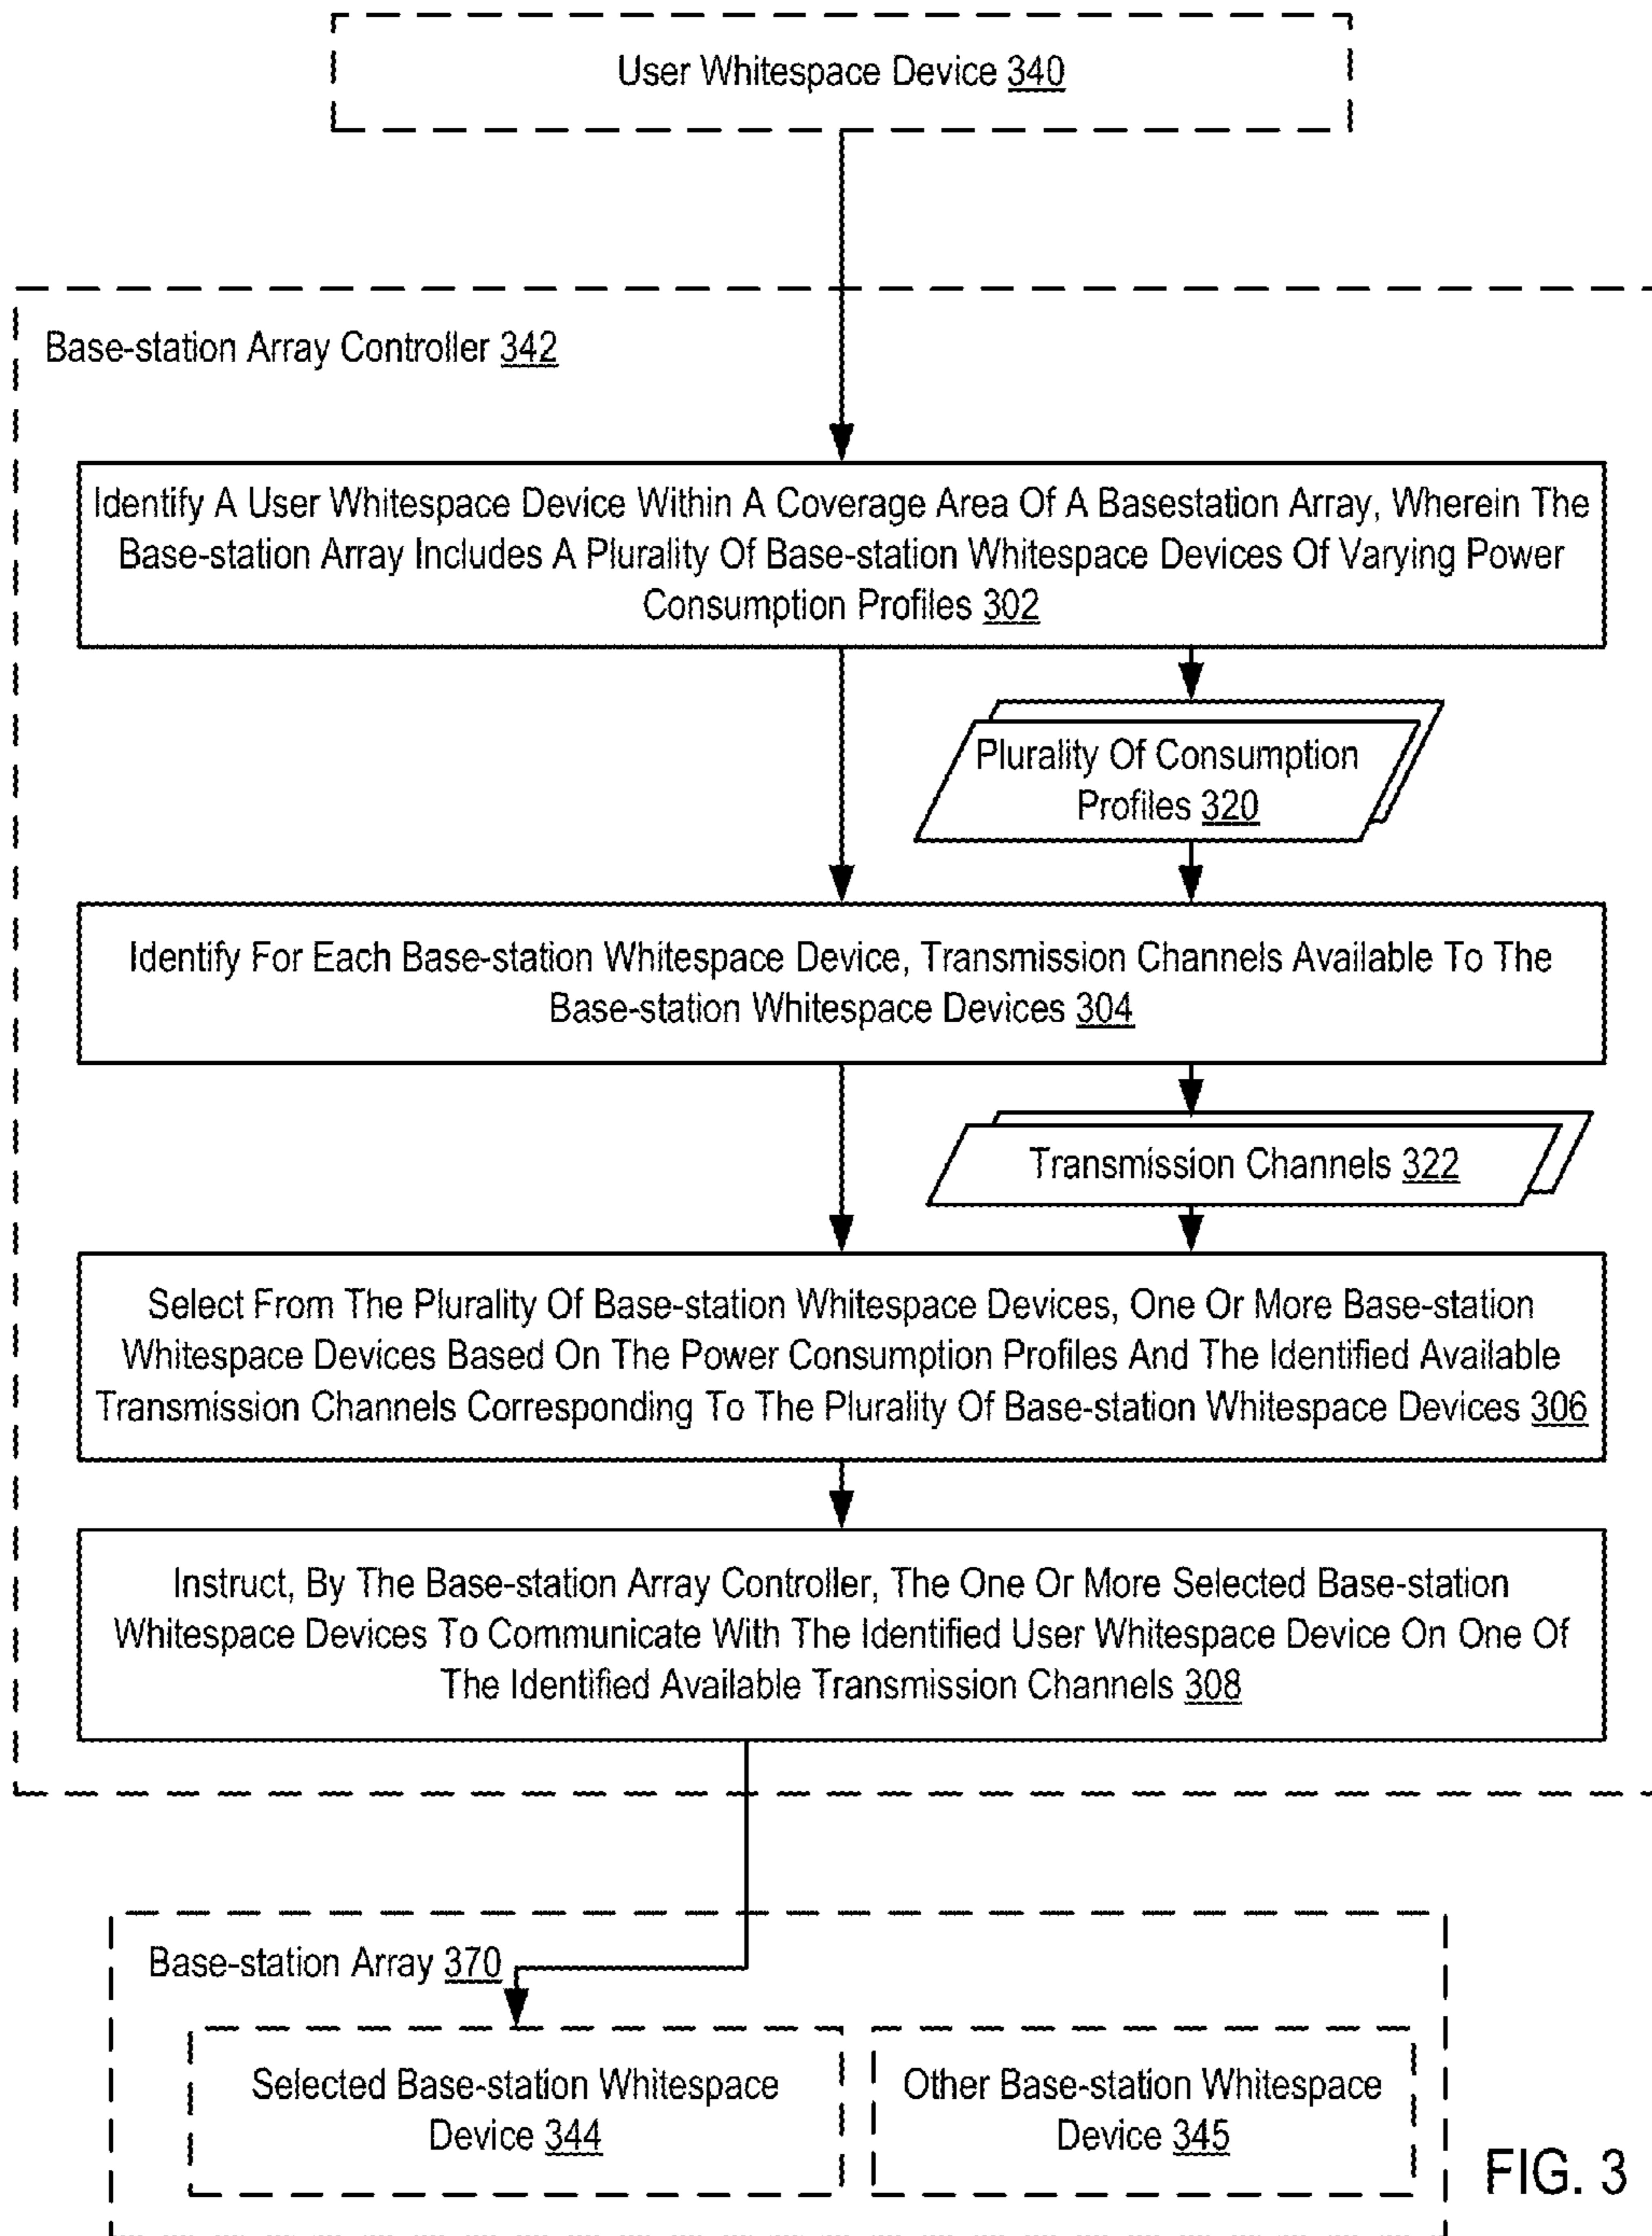 User Whitespace Device 340
Base-station Array Controller 342
Identify A User Whitespace Device Within A Coverage Area Of A Basestation Array, Wherein The
Base-station Array Includes A Plurality Of Base-station Whitespace Devices Of Varying Power
Consumption Profiles 302
Plurality Of Consumption
Profiles 320
Identify For Each Base-station Whitespace Device, Transmission Channels Available To The
Base-station Whitespace Devices 304
Transmission Channels 322
Select From The Plurality Of Base-station Whitespace Devices, One Or More Base-station
Whitespace Devices Based On The Power Consumption Profiles And The Identified Available
Transmission Channels Corresponding To The Plurality Of Base-station Whitespace Devices 306
Instruct, By The Base-station Array Controller, The One Or More Selected Base-station
Whitespace Devices To Communicate With The Identified User Whitespace Device On One Of
The Identified Available Transmission Channels 308
Base-station Array 370
Selected Base-station Whitespace
Device 344
Other Base-station Whitespace
Device 345
FIG. 3